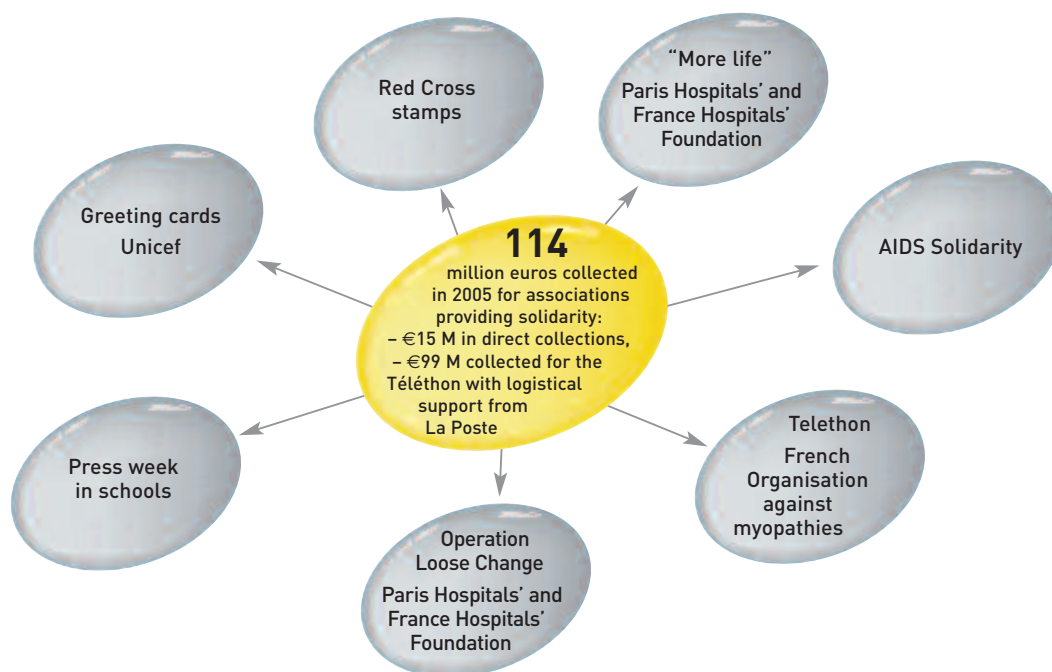 Red Cross
stamps
“More life”
Paris Hospitals’ and
France Hospitals’
Foundation
Greeting cards
Unicef
AIDS Solidarity
114
million euros collected
in 2005 for associations
providing solidarity:
– €15 M in direct collections,
– €99 M collected for the
Téléthon with logistical
support from
La Poste
Press week
in schools
Telethon
French
Organisation
against
myopathies
Operation
Loose Change
Paris Hospitals’ and
France Hospitals’
Foundation